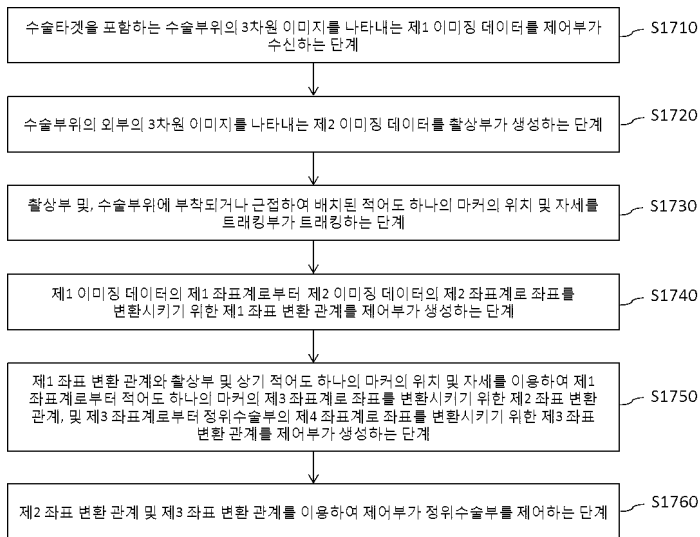 수술타겟을 포함하는 수술부위의 3차원 이미지를 나타내는 제1 이미징 데이터를 제어부가
수신하는 단계
S1710
수술부위의 외부의 3차원 이미지를 나타내는 제2 이미징 데이터를 촬상부가 생성하는 단계
S1720
촬상부 및, 수술부위에 부착되거나 근접하여 배치된 적어도 하나의 마커의 위치 및 자세를
트래킹부가 트래킹하는 단계
S1730
제1 이미징 데이터의 제1 좌표계로부터 제2 이미징 데이터의 제2 좌표계로 좌표를
변환시키기 위한 제1 좌표 변환 관계를 제어부가 생성하는 단계
S1740
제1 좌표 변환 관계와 촬상부 및 상기 적어도 하나의 마커의 위치 및 자세를 이용하여 제1
좌표계로부터 적어도 하나의 마커의 제3 좌표계로 좌표를 변환시키기 위한 제2 좌표 변환
관계, 및 제3 좌표계로부터 정위수술부의 제4 좌표계로 좌표를 변환시키기 위한 제3 좌표
변환 관계를 제어부가 생성하는 단계
S1750
제2 좌표 변환 관계 및 제3 좌표 변환 관계를 이용하여 제어부가 정위수술부를 제어하는 단계
S1760